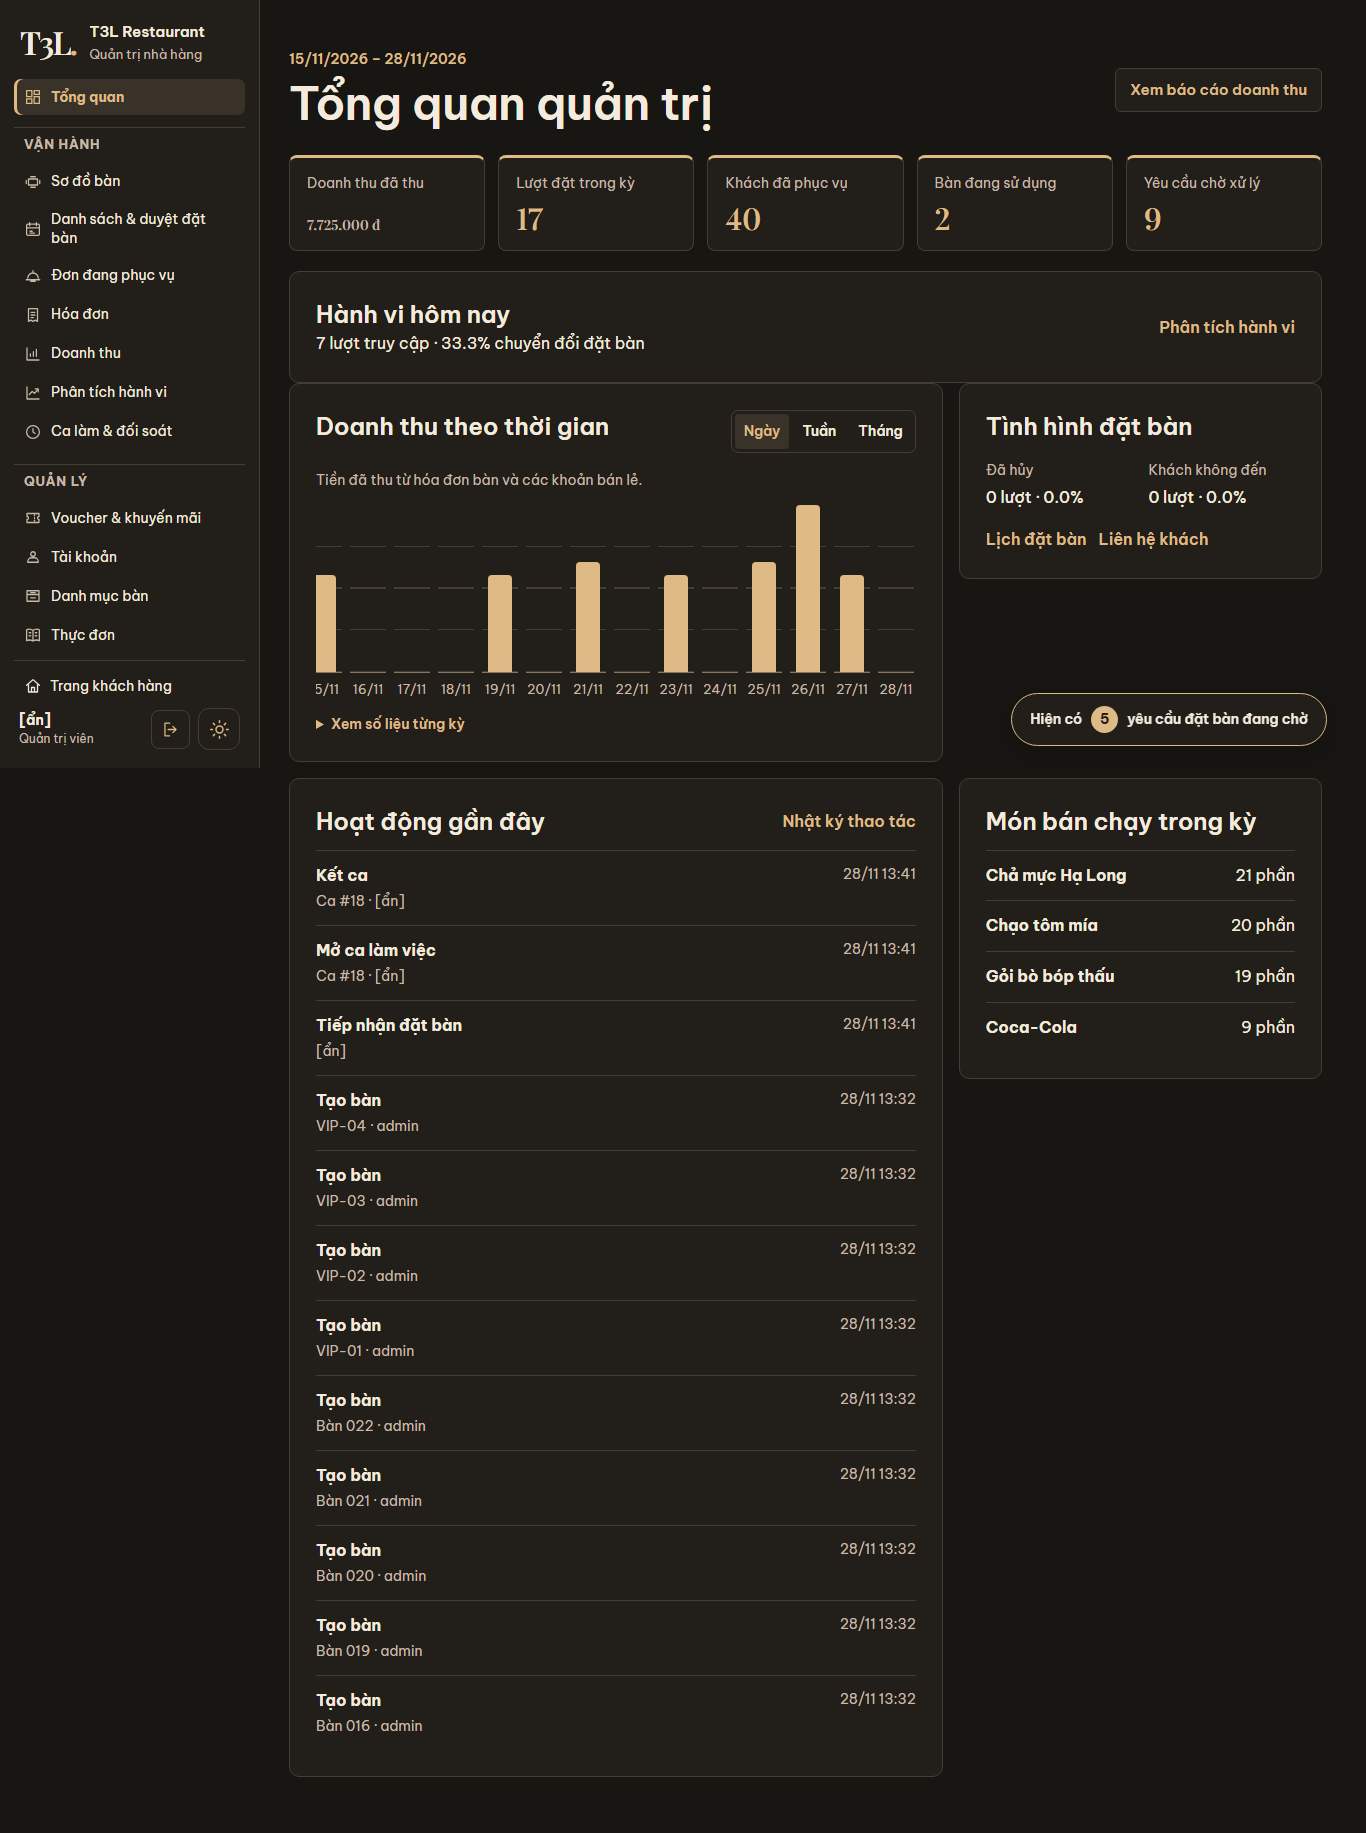 T3L.
T3L Restaurant
Quản trị nhà hàng
Tổng quan
VẬN HÀNH
Sơ đồ bàn
Danh sách & duyệt đặt
bàn
Đơn đang phục vụ
Hóa đơn
Doanh thu
Phân tích hành vi
Ca làm & đối soát
QUẢN LÝ
Voucher & khuyến mãi
Tài khoản
Danh mục bàn
Thực đơn
Trang khách hàng
[ẩn]
Quản trị viên
15/11/2026 – 28/11/2026
Tổng quan quản trị
Xem báo cáo doanh thu
Doanh thu đã thu
7.725.000 đ
Lượt đặt trong kỳ
17
Khách đã phục vụ
40
Bàn đang sử dụng
2
Yêu cầu chờ xử lý
9
Hành vi hôm nay
7 lượt truy cập · 33.3% chuyển đổi đặt bàn
Phân tích hành vi
Doanh thu theo thời gian
Ngày Tuần Tháng
Tiền đã thu từ hóa đơn bàn và các khoản bán lẻ.
5/11 16/11 17/11 18/11 19/11 20/11 21/11 22/11 23/11 24/11 25/11 26/11 27/11 28/11
Xem số liệu từng kỳ
Tình hình đặt bàn
Đã hủy
0 lượt · 0.0%
Khách không đến
0 lượt · 0.0%
Lịch đặt bàn Liên hệ khách
Hiện có 5 yêu cầu đặt bàn đang chờ
Hoạt động gần đây
Nhật ký thao tác
Kết ca 28/11 13:41
Ca #18 · [ẩn]
Mở ca làm việc 28/11 13:41
Ca #18 · [ẩn]
Tiếp nhận đặt bàn 28/11 13:41
[ẩn]
Tạo bàn 28/11 13:32
VIP-04 · admin
Tạo bàn 28/11 13:32
VIP-03 · admin
Tạo bàn 28/11 13:32
VIP-02 · admin
Tạo bàn 28/11 13:32
VIP-01 · admin
Tạo bàn 28/11 13:32
Bàn 022 · admin
Tạo bàn 28/11 13:32
Bàn 021 · admin
Tạo bàn 28/11 13:32
Bàn 020 · admin
Tạo bàn 28/11 13:32
Bàn 019 · admin
Tạo bàn 28/11 13:32
Bàn 016 · admin
Món bán chạy trong kỳ
Chả mực Hạ Long 21 phần
Chạo tôm mía 20 phần
Gỏi bò bóp thấu 19 phần
Coca-Cola 9 phần